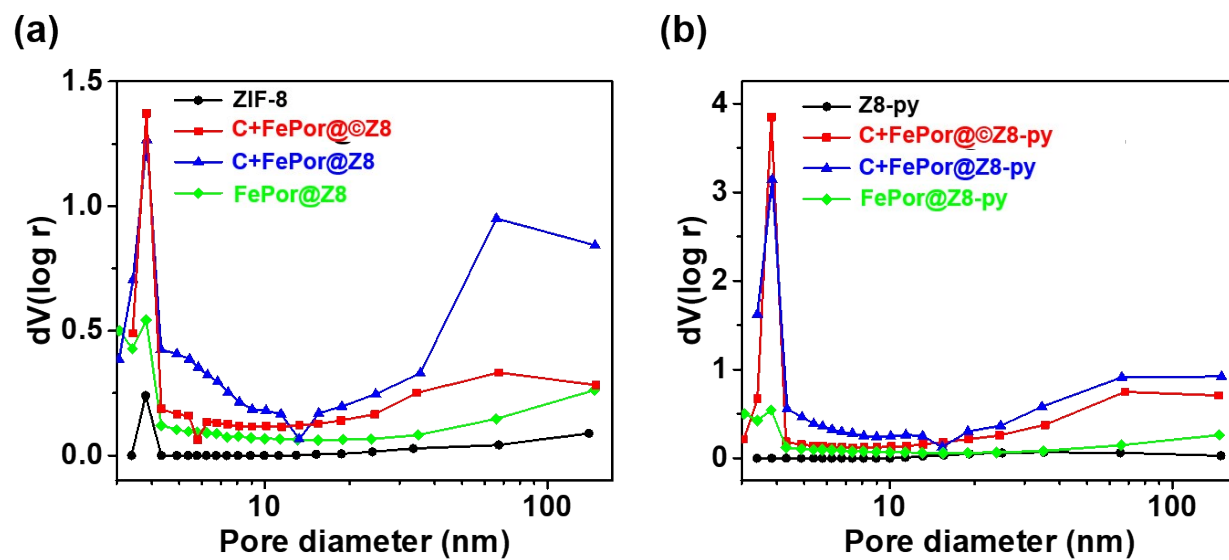 (a)
dV(log r)
1.5
1.0
0.5
0.0
ZIF-8
C+FePor@©Z8
C+FePor@Z8
FePor@Z8
10
100
Pore diameter (nm)
(b)
dV(log r)
4
3
2
1
0
Z8-py
C+FePor@©Z8-py
C+FePor@Z8-py
FePor@Z8-py
10
100
Pore diameter (nm)